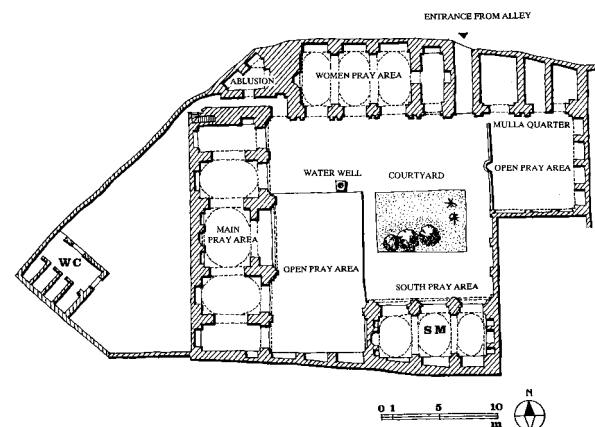 ENTRANCE FROM ALLEY
ABLUSION
WOMEN PRAY AREA
MULLA QUARTER
OPEN PRAY AREA
WATER WELL
COURTYARD
MAIN
PRAY AREA
OPEN PRAY AREA
WC
SOUTH PRAY AREA
SM
N
0 1 5 10
m